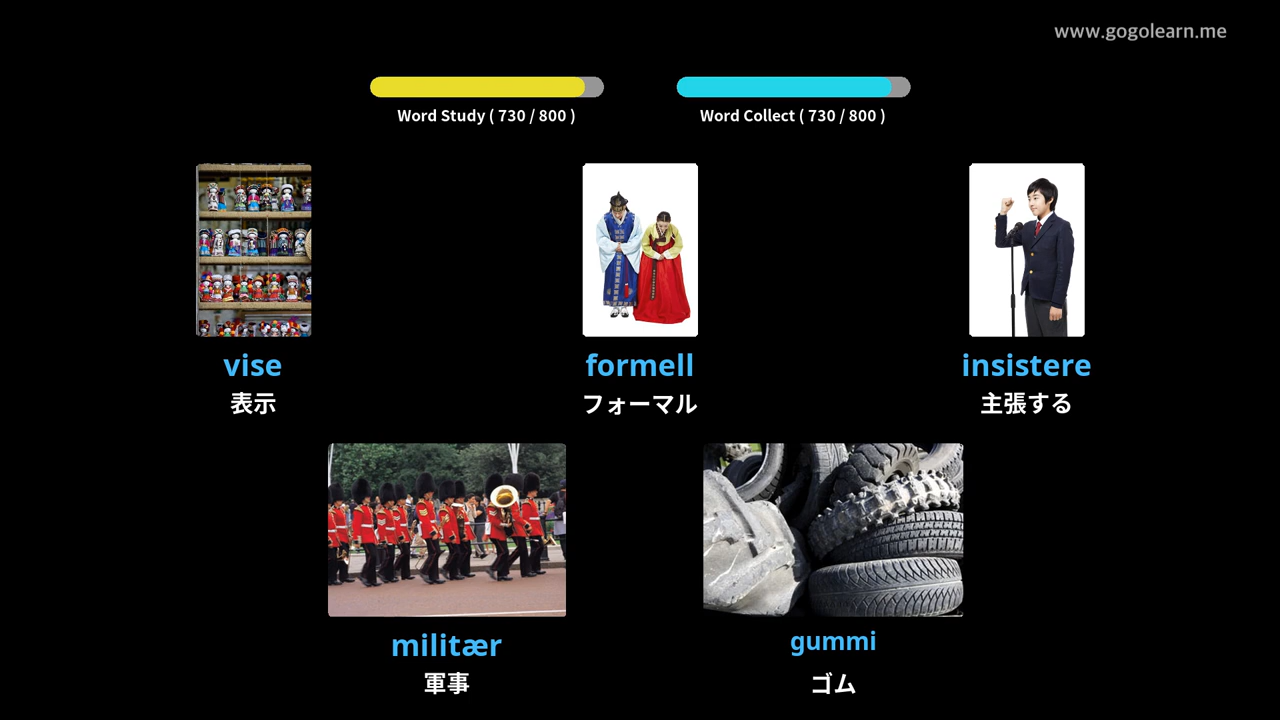 www.gogolearn.me
Word Study ( 730 / 800 )
Word Collect ( 730 / 800 )
vise
表示
formell
フォーマル
insistere
主張する
militær
軍事
gummi
ゴム